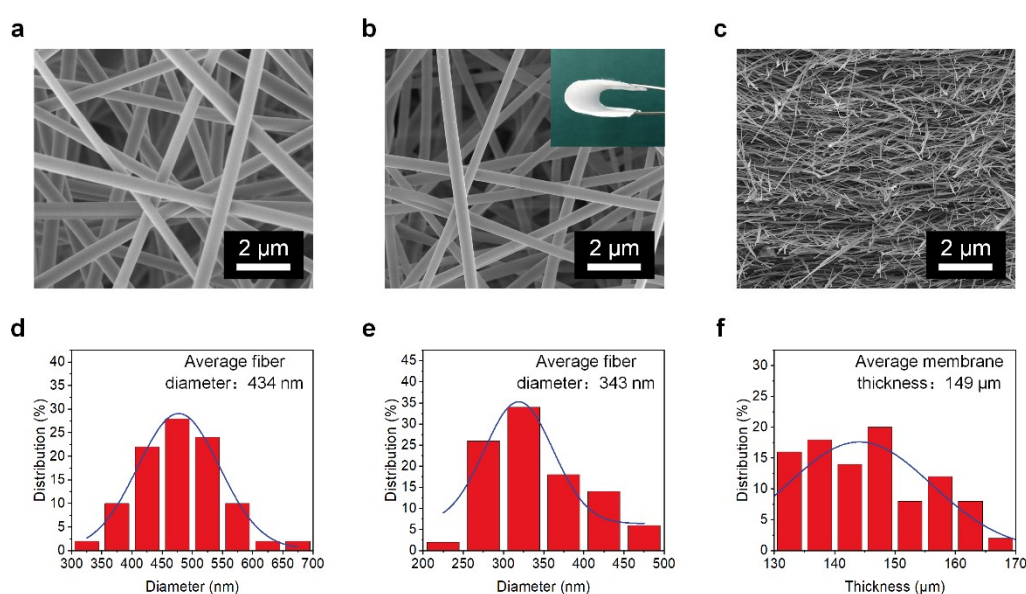 a
b
c
2 µm
2 µm
2 µm
d
e
f
Average fiber
diameter：434 nm
Distribution (%)
40
35
30
25
20
15
10
5
0
300 350 400 450 500 550 600 650 700
Diameter (nm)
Average fiber
diameter：343 nm
Distribution (%)
45
40
35
30
25
20
15
10
5
0
200 250 300 350 400 450 500
Diameter (nm)
Average membrane
thickness：149 µm
Distribution (%)
30
25
20
15
10
5
0
130 140 150 160 170
Thickness (µm)